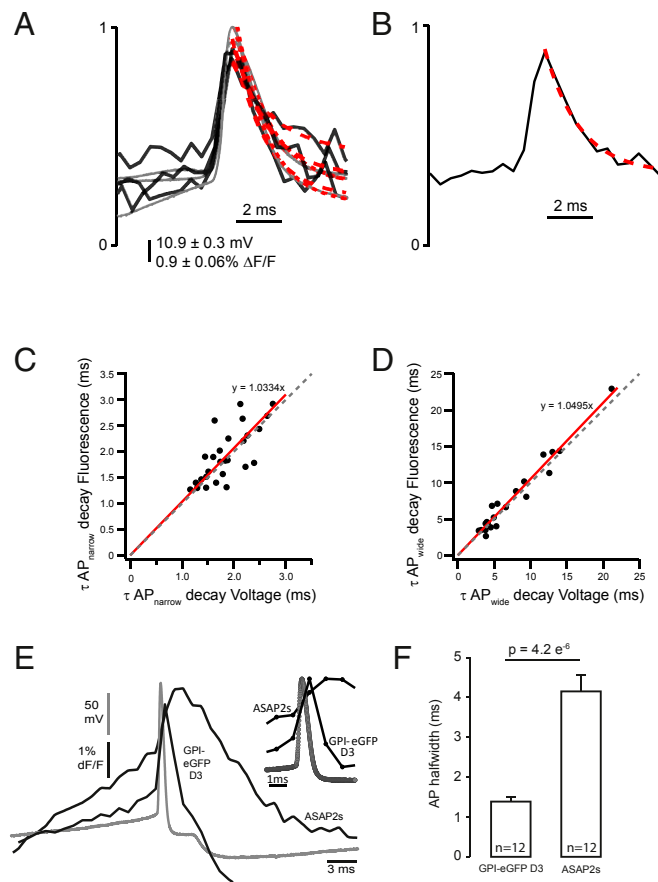 A
1
0
2 ms
10.9 ± 0.3 mV
0.9 ± 0.06% ΔF/F
B
1
0
2 ms
C
τ APnarrow decay Fluorescence (ms)
3.5
3.0
2.5
2.0
1.5
1.0
0.5
0
y = 1.0334x
0
1.0
2.0
3.0
τ APnarrow decay Voltage (ms)
D
τ APwide decay Fluorescence (ms)
25
20
15
10
5
0
y = 1.0495x
0
5
10
15
20
25
τ APwide decay Voltage (ms)
E
50
mV
1%
dF/F
GPI-
eGFP
D3
ASAP2s
3 ms
ASAP2s
GPI-eGFP
D3
1ms
F
p = 4.2 e-6
AP halfwidth (ms)
5
4
3
2
1
0
n=12
n=12
GPI-eGFP D3
ASAP2s